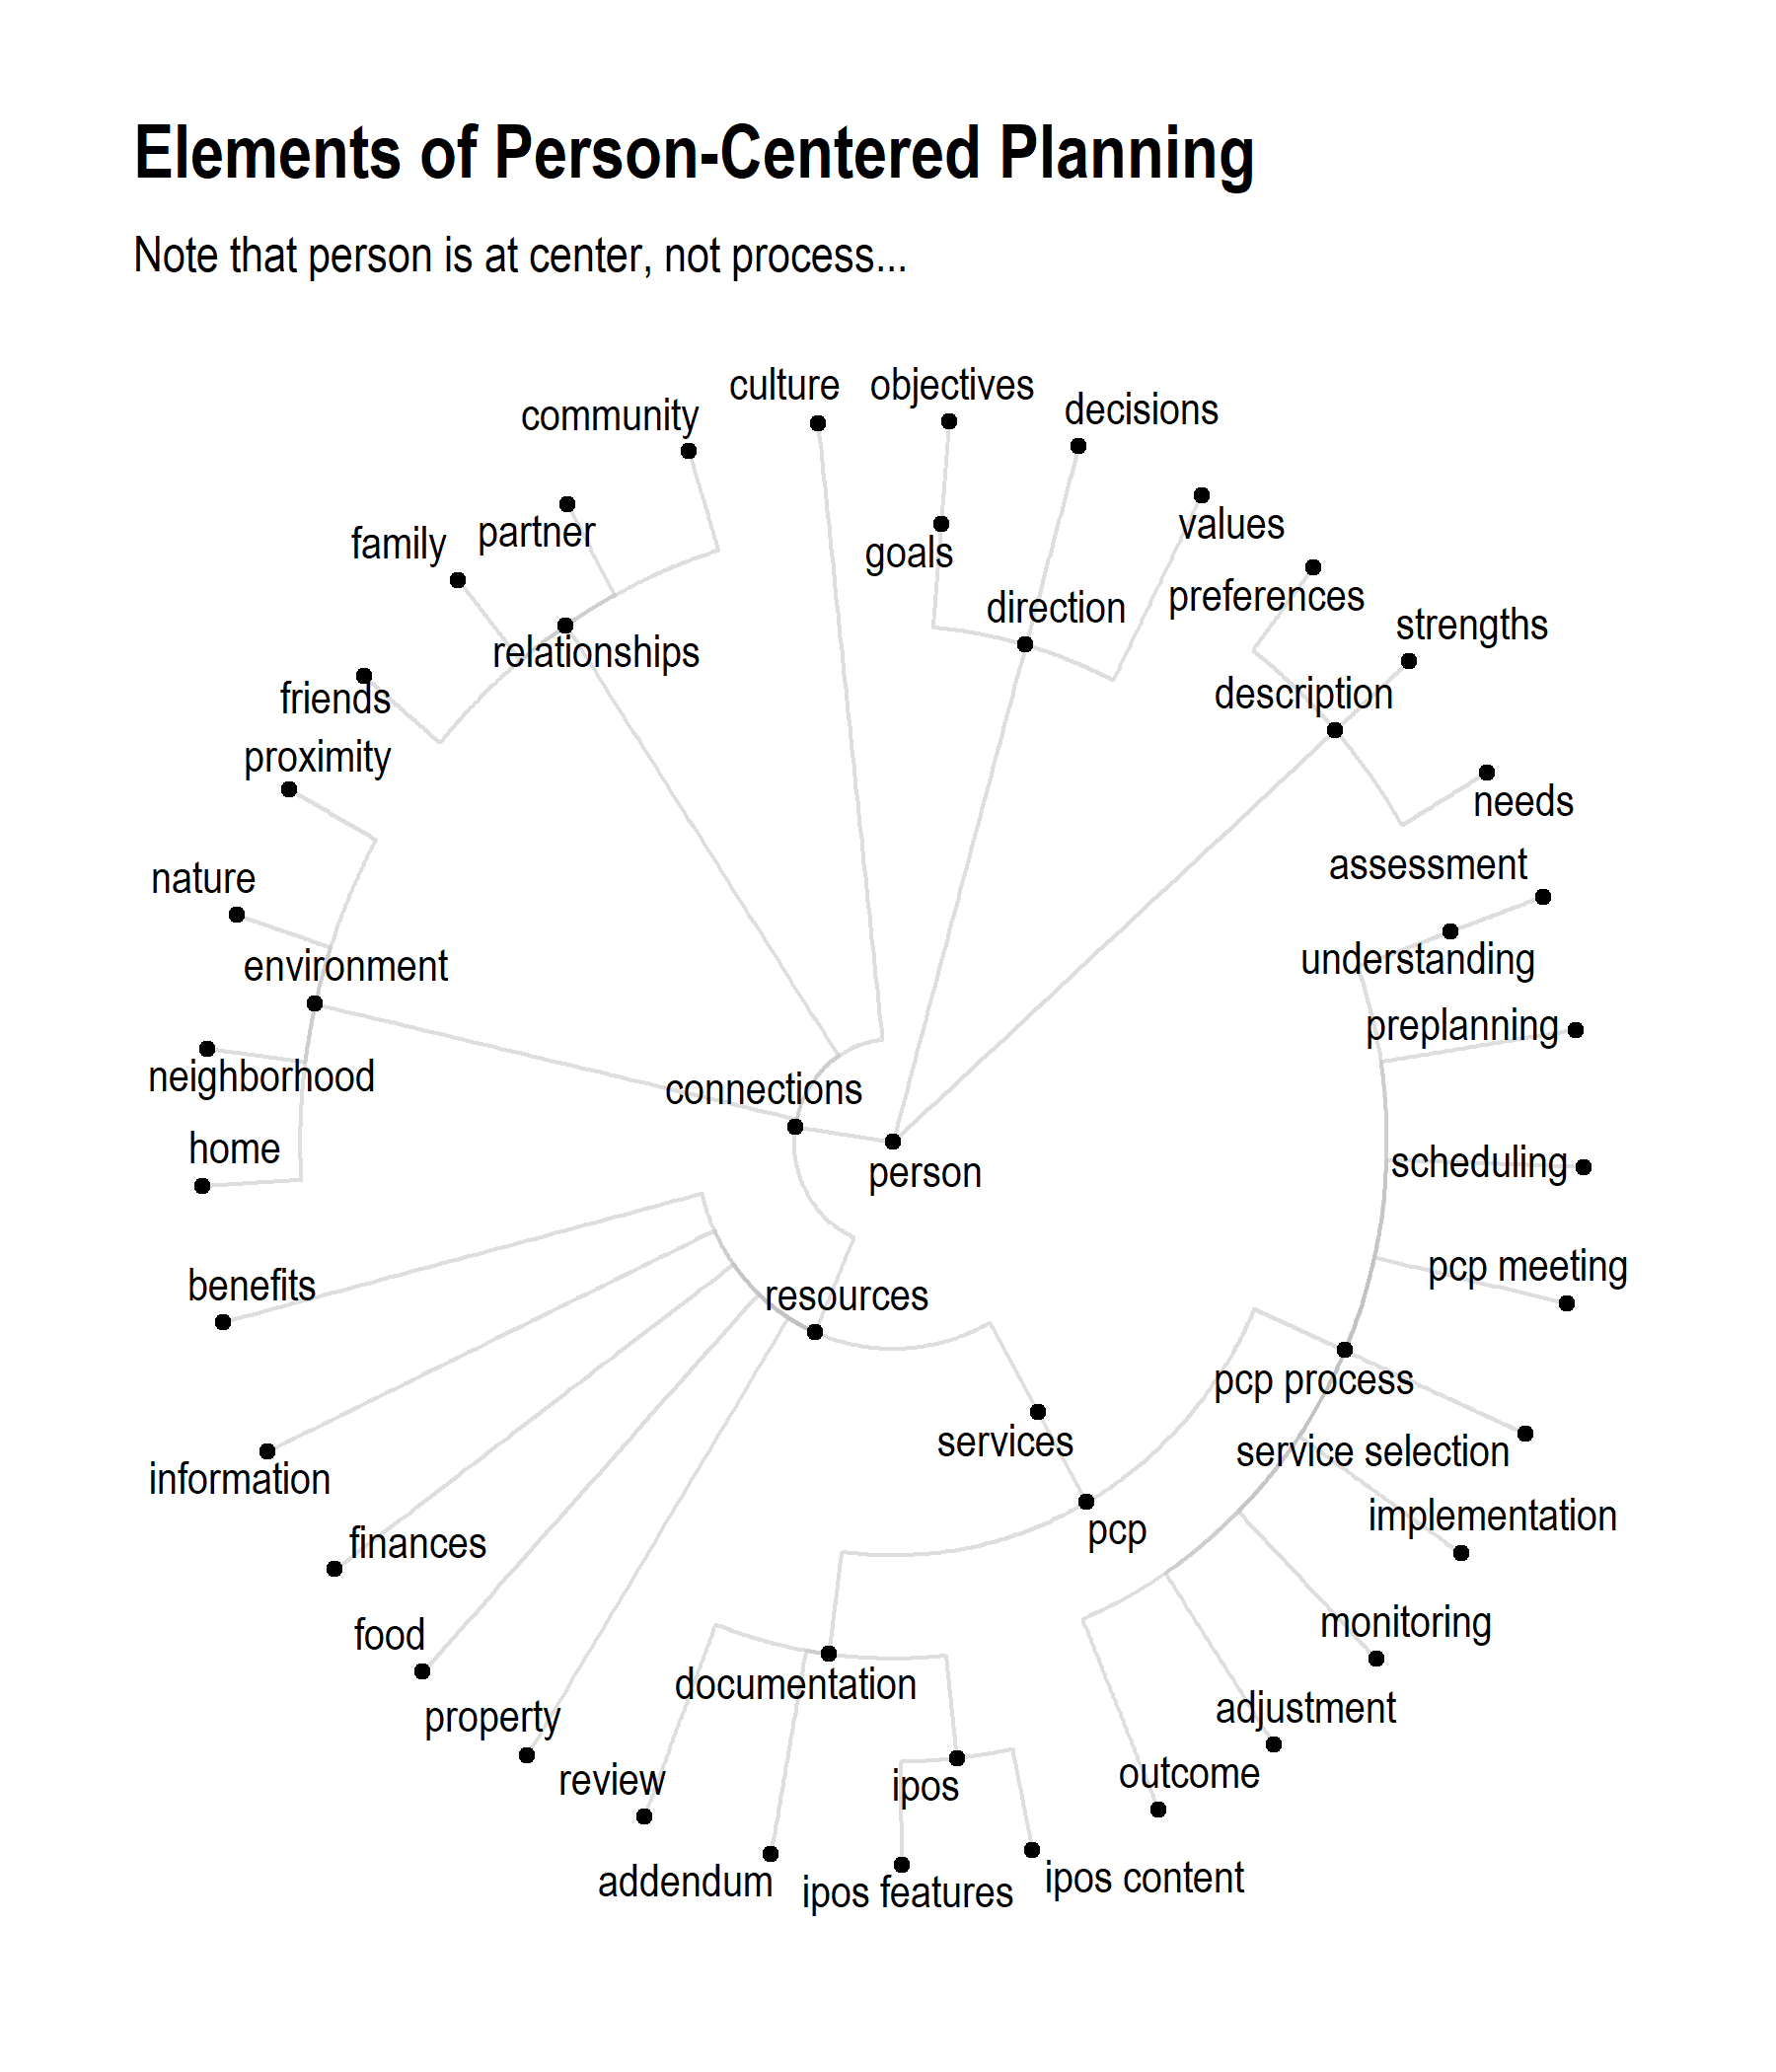 Elements of Person-Centered Planning
Note that person is at center, not process...
culture
objectives
decisions
community
values
partner
family
goals
preferences
direction
strengths
relationships
description
friends
proximity
needs
assessment
nature
understanding
environment
preplanning
neighborhood
connections
home
person
scheduling
pcp meeting
benefits
resources
pcp process
services
service selection
information
implementation
pcp
finances
monitoring
food
documentation
adjustment
property
outcome
review
ipos
addendum
ipos features
ipos content